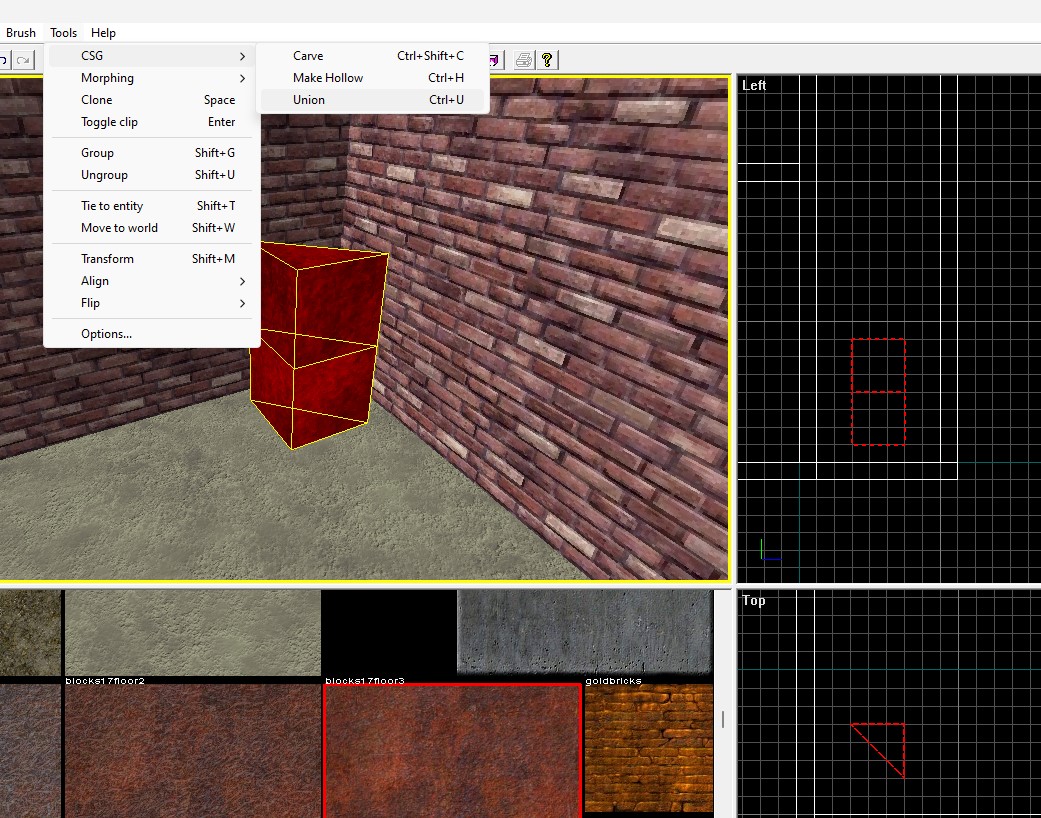 Brush Tools Help
CSG
Carve Ctrl+Shift+C
Morphing
Make Hollow Ctrl+H
Clone Space
Union Ctrl+U
Toggle clip Enter
Group Shift+G
Ungroup Shift+U
Tie to entity Shift+T
Move to world Shift+W
Transform Shift+M
Align
Flip
Options...
Left
Top
blocks17floor2
blocks17floor3
goldbricks